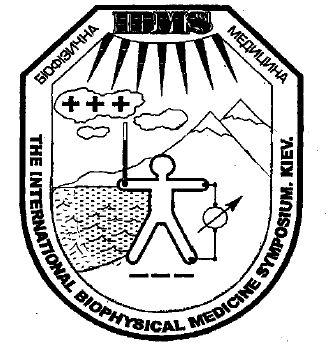 IBMS
БІОФІЗИЧНА
МЕДИЦИНА
THE INTERNATIONAL BIOPHYSICAL MEDICINE SYMPOSIUM. KIEV.